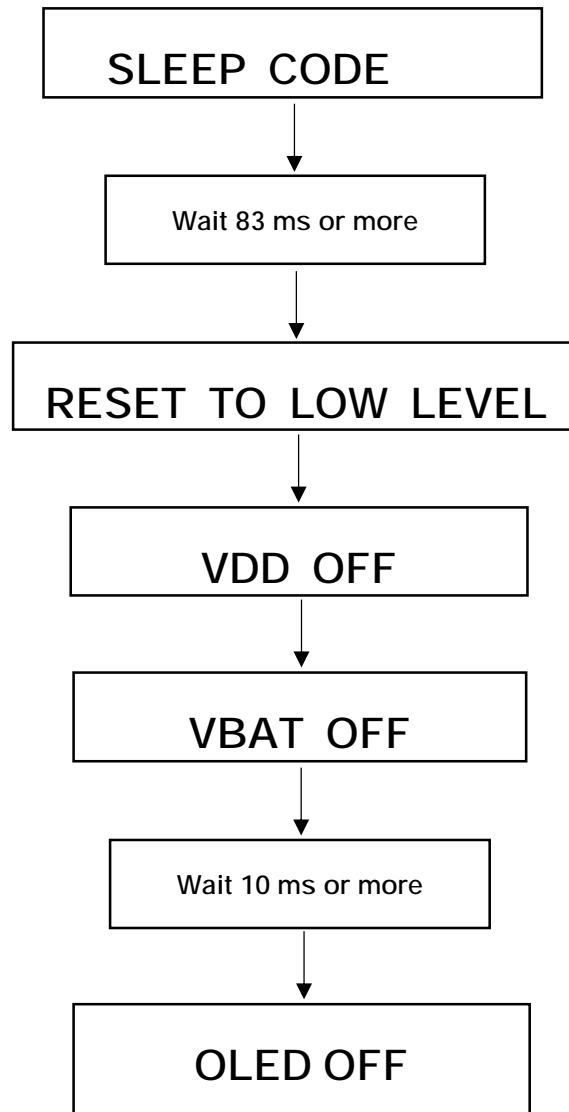 SLEEP CODE
Wait 83 ms or more
RESET TO LOW LEVEL
VDD OFF
VBAT OFF
Wait 10 ms or more
OLED OFF